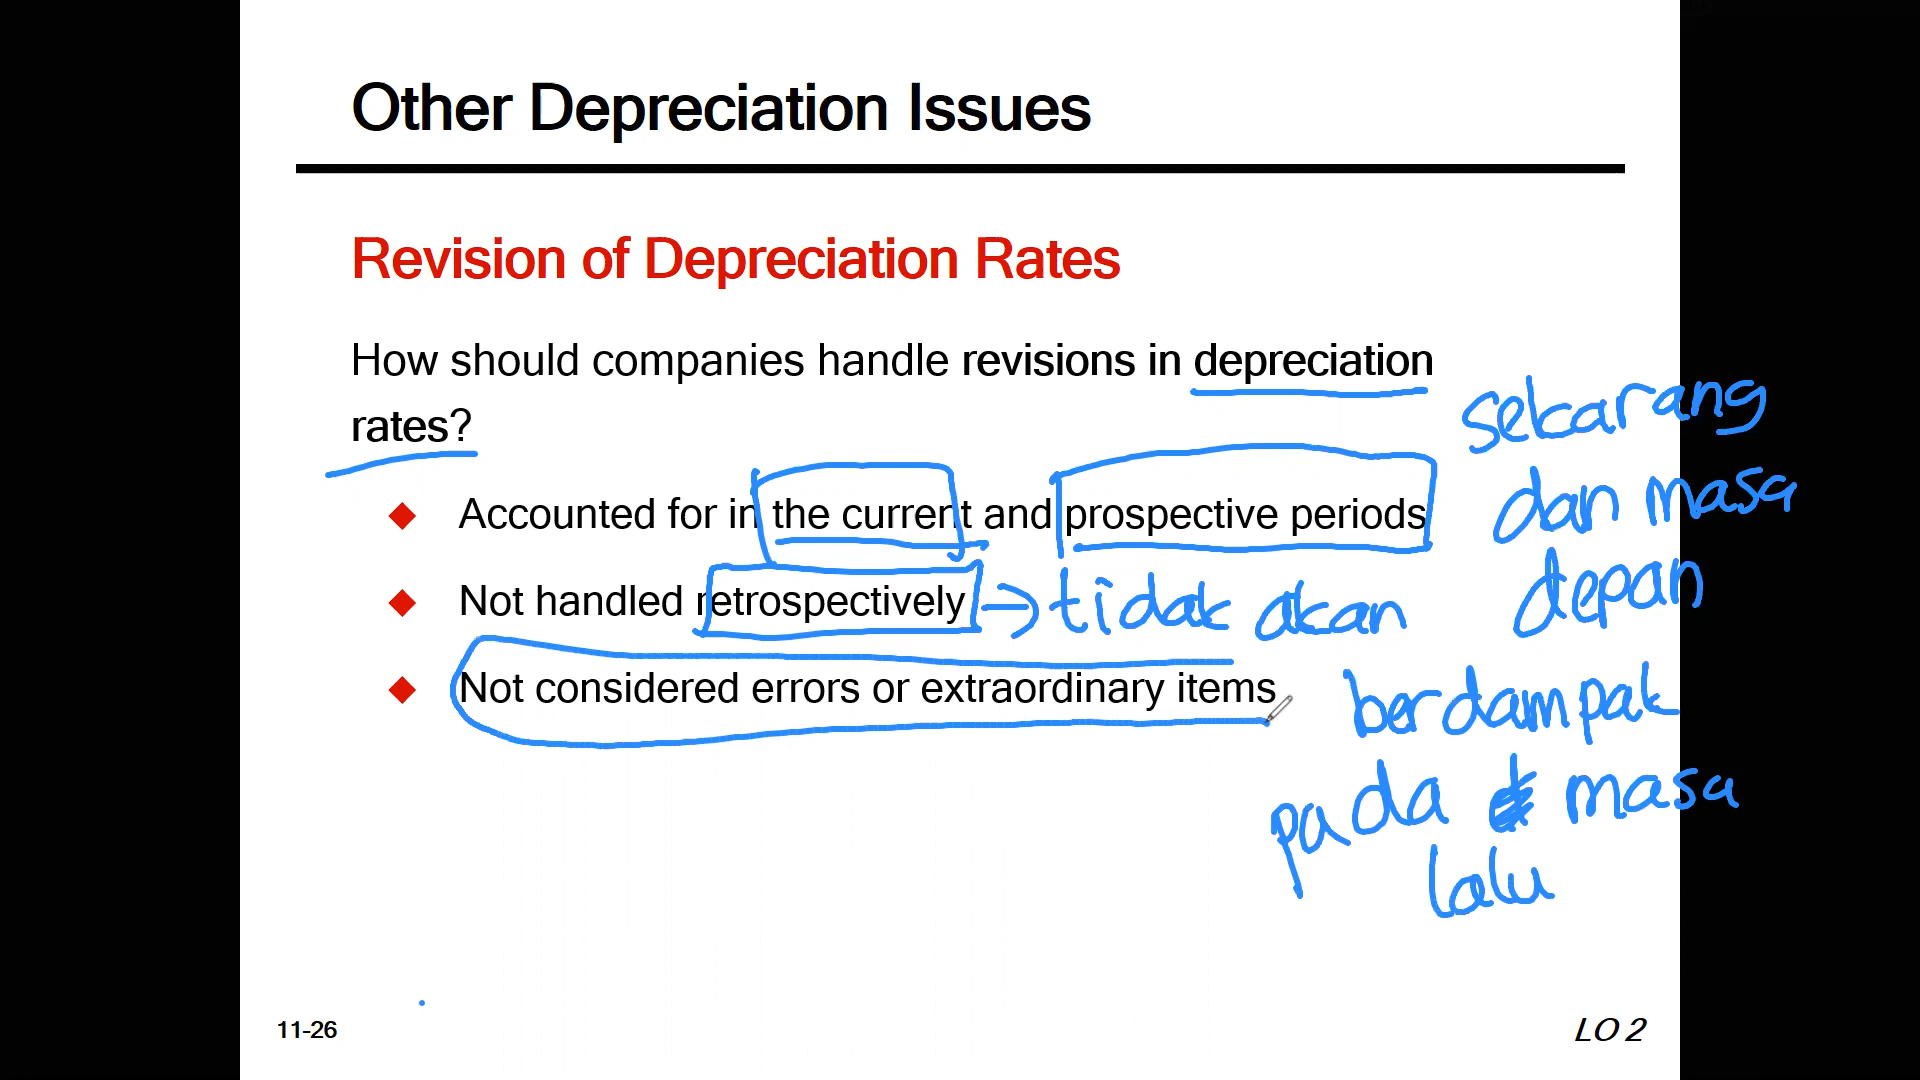 Other Depreciation Issues
Revision of Depreciation Rates
How should companies handle revisions in depreciation
rates?
sekarang
dan masa
depan
Accounted for in the current and prospective periods
Not handled retrospectively → tidak akan
berdampak
pada masa
lalu
Not considered errors or extraordinary items
11-26
LO 2